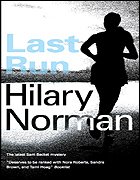 Last
Run
Hilary
Norman
The latest Sam Becket mystery
"Deserves to be ranked with Nora Roberts, Sandra
Brown, and Tami Hoag" Booklist